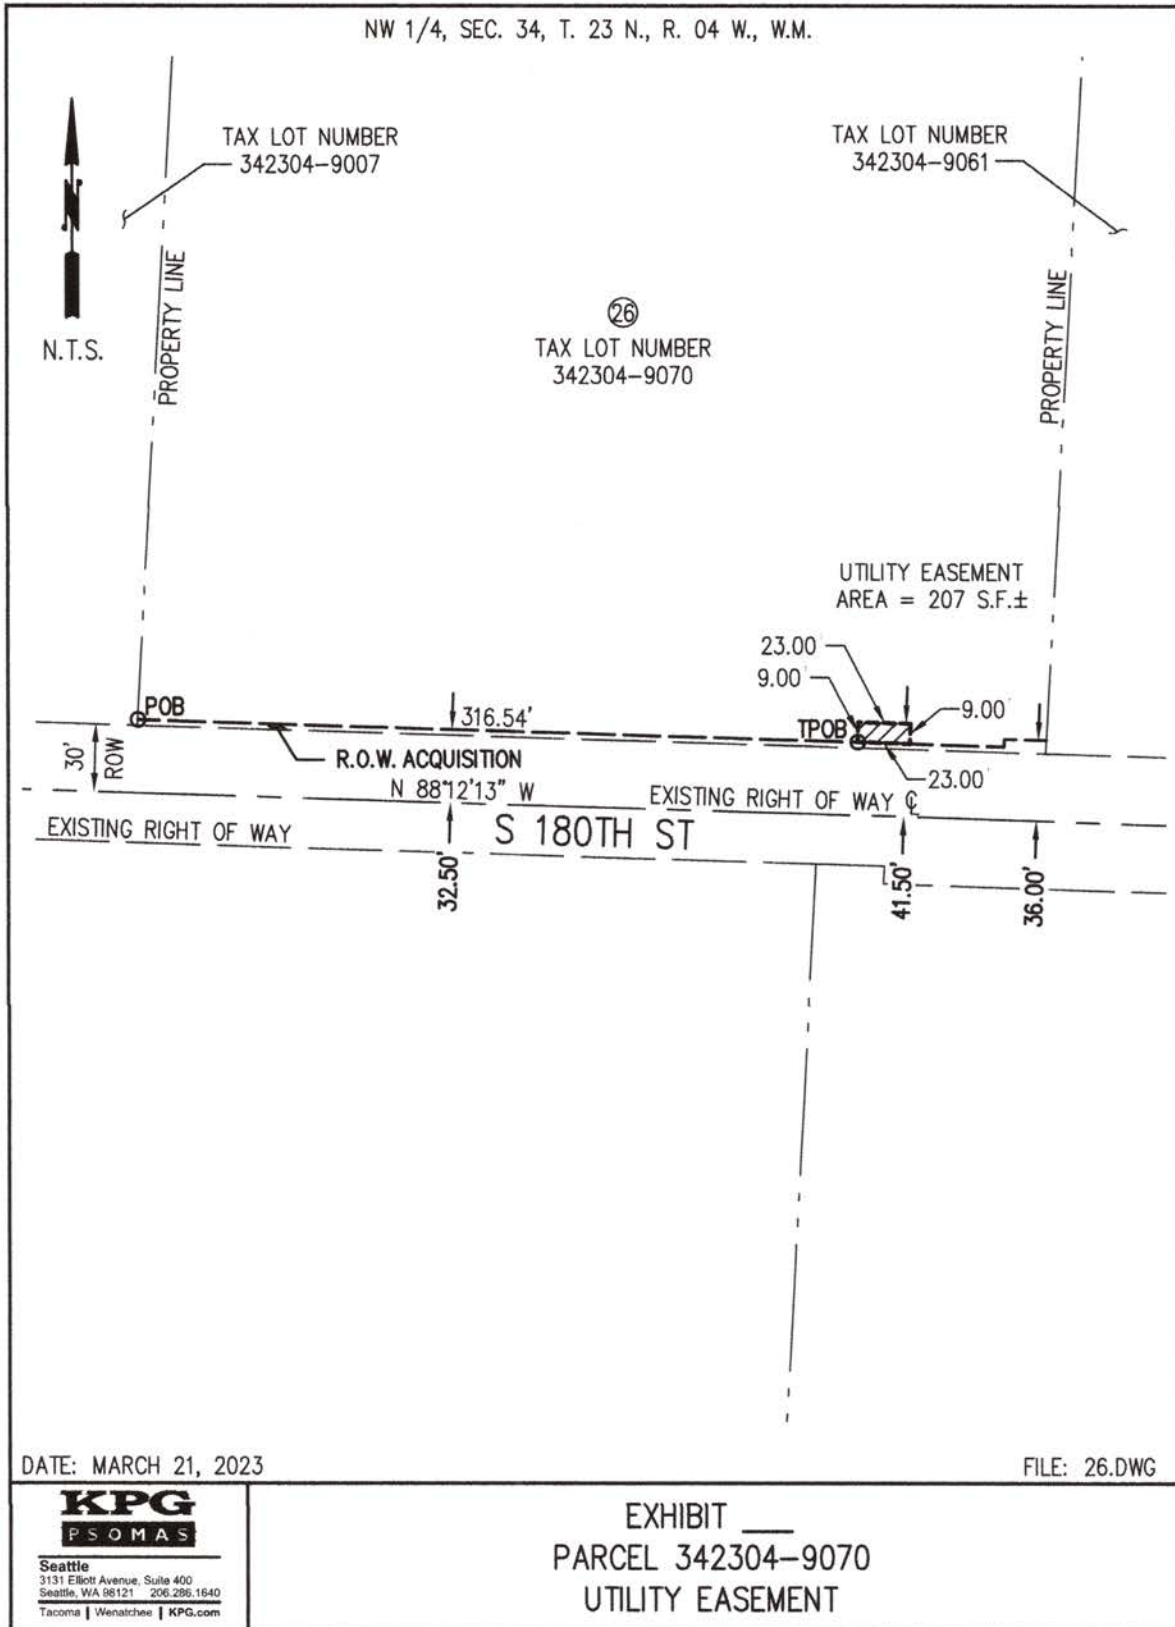 NW 1/4, SEC. 34, T. 23 N., R. 04 W., W.M.
TAX LOT NUMBER
342304-9007
TAX LOT NUMBER
342304-9061
N
N.T.S.
PROPERTY LINE
PROPERTY LINE
26
TAX LOT NUMBER
342304-9070
UTILITY EASEMENT
AREA = 207 S.F.±
23.00'
9.00'
9.00'
POB
316.54'
TPOB
30'
ROW
R.O.W. ACQUISITION
23.00'
N 88°12'13" W
EXISTING RIGHT OF WAY ℄
EXISTING RIGHT OF WAY
S 180TH ST
32.50'
41.50'
36.00'
DATE: MARCH 21, 2023
FILE: 26.DWG
KPG
PSOMAS
Seattle
3131 Elliott Avenue, Suite 400
Seattle, WA 98121 206.286.1640
Tacoma | Wenatchee | KPG.com
EXHIBIT ___
PARCEL 342304-9070
UTILITY EASEMENT